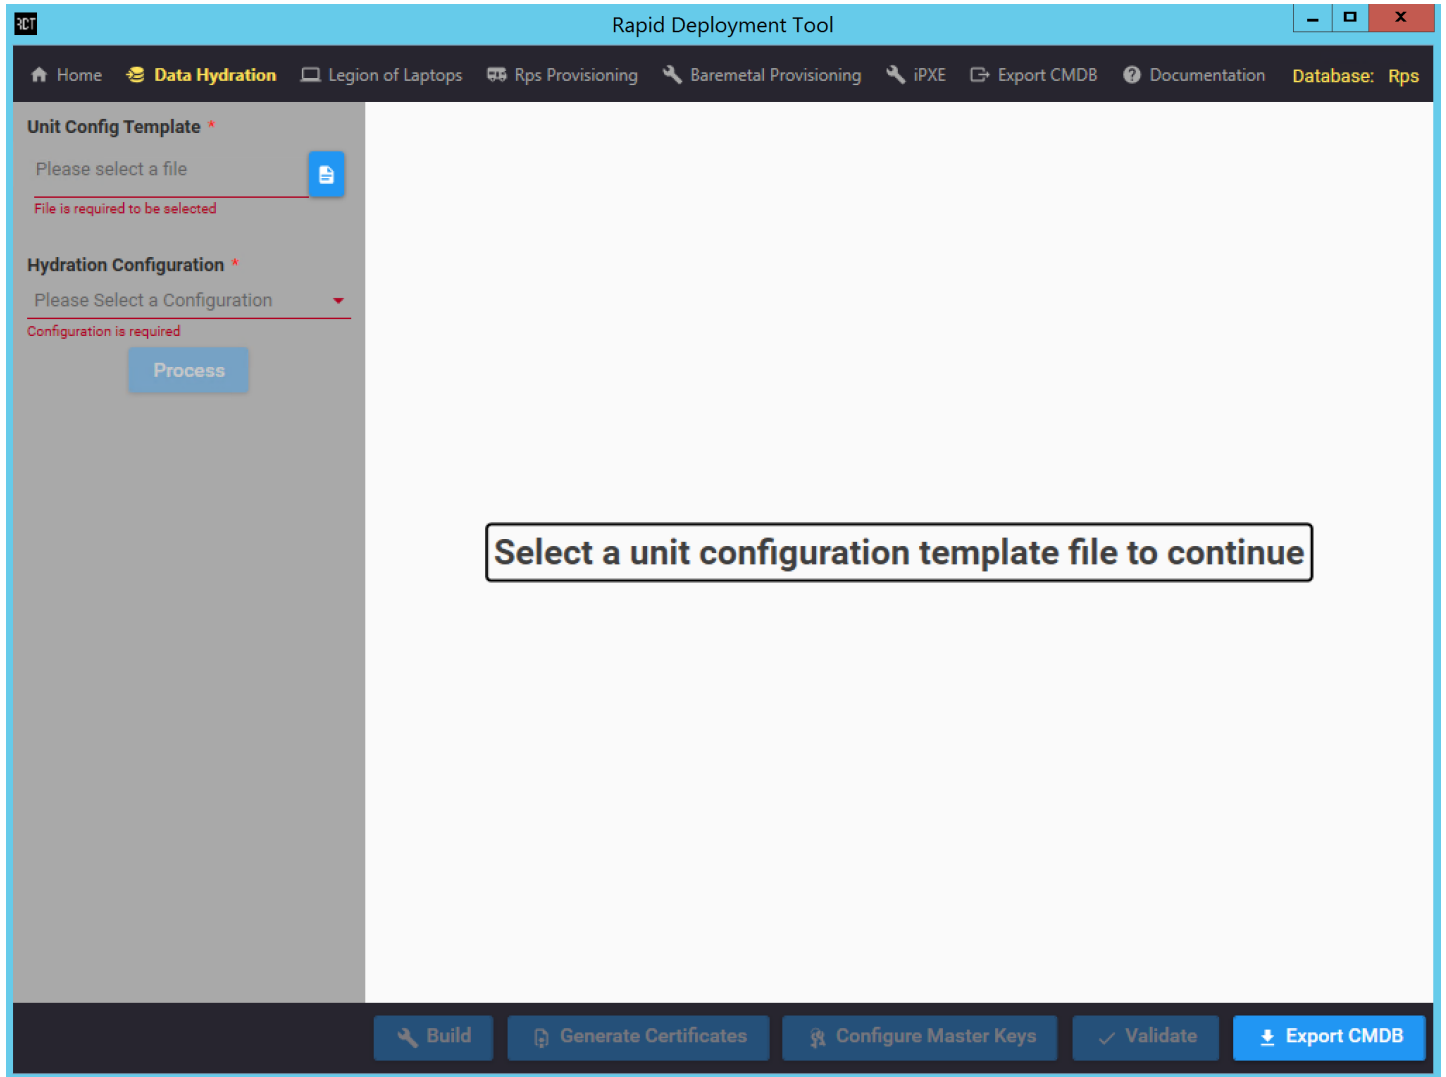 RDT
Rapid Deployment Tool
Home Data Hydration Legion of Laptops Rps Provisioning Baremetal Provisioning iPXE Export CMDB Documentation Database: Rps
Unit Config Template *
Please select a file
File is required to be selected
Hydration Configuration *
Please Select a Configuration
Configuration is required
Process
Select a unit configuration template file to continue
Build Generate Certificates Configure Master Keys Validate Export CMDB